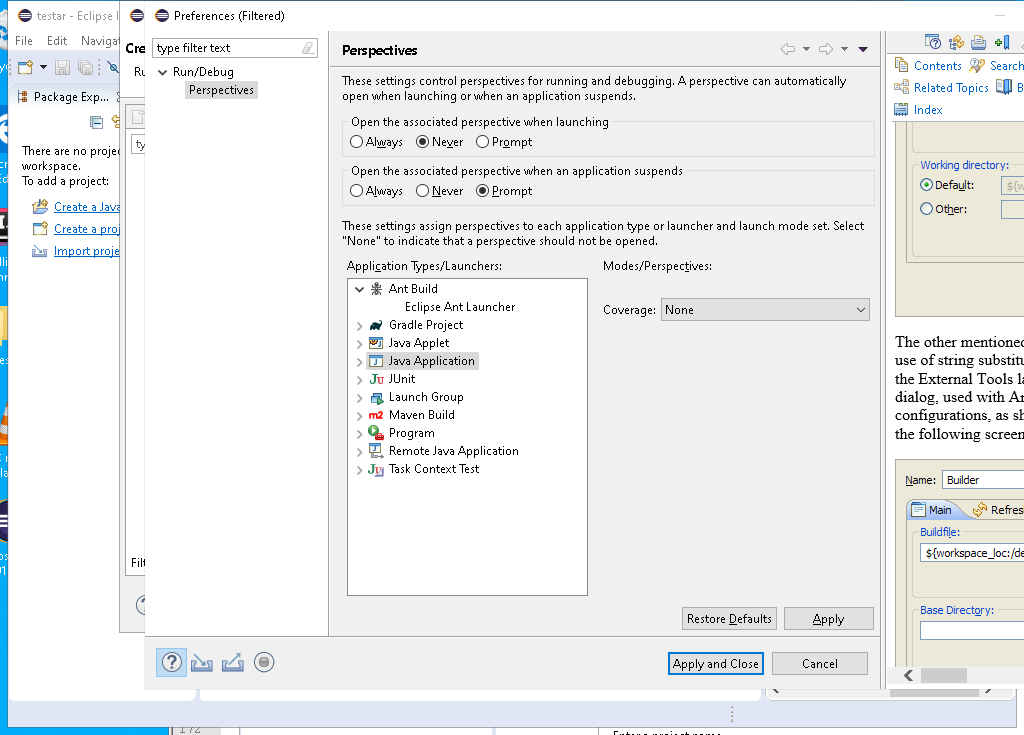 testar - Eclipse I
Preferences (Filtered)
File Edit Navigat
Cre
type filter text
Perspectives
Ru
Run/Debug
Perspectives
These settings control perspectives for running and debugging. A perspective can automatically
open when launching or when an application suspends.
Contents Search
Related Topics B
Index
Package Exp...
Open the associated perspective when launching
Always Never Prompt
ty
There are no projec
workspace.
To add a project:
Open the associated perspective when an application suspends
Always Never Prompt
Working directory:
Default: ${w
Other:
Create a Java
Create a proj
Import proje
These settings assign perspectives to each application type or launcher and launch mode set. Select
"None" to indicate that a perspective should not be opened.
Application Types/Launchers: Modes/Perspectives:
Ant Build
Eclipse Ant Launcher
Coverage: None
Gradle Project
Java Applet
Java Application
JUnit
Launch Group
Maven Build
Program
Remote Java Application
Task Context Test
The other mentioned
use of string substitu
the External Tools la
dialog, used with An
configurations, as sh
the following screen
Name: Builder
Main Refres
Buildfile:
${workspace_loc:/de
Base Directory:
Filt
Restore Defaults Apply
Apply and Close Cancel
172
Enter a project name